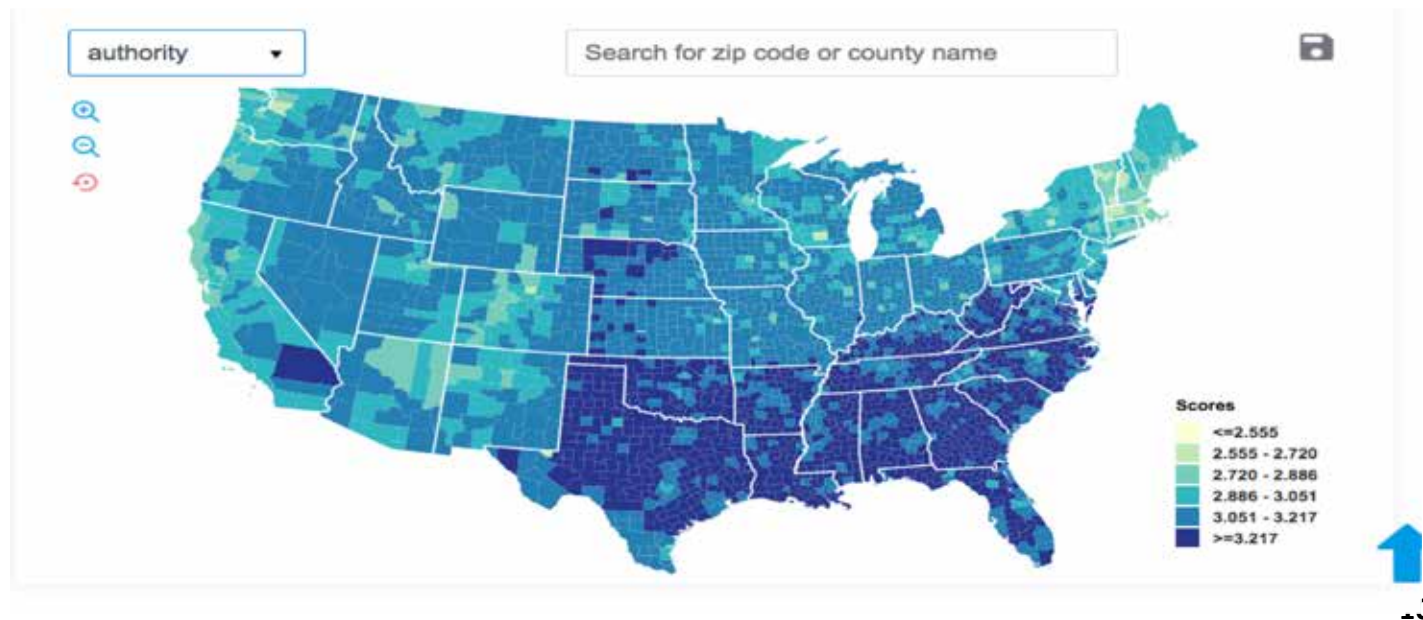 authority
Search for zip code or county name
Scores
<=2.555
2.555 - 2.720
2.720 - 2.886
2.886 - 3.051
3.051 - 3.217
>=3.217